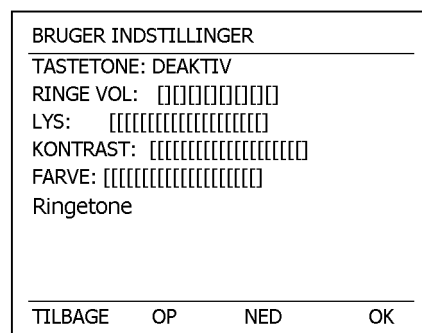 BRUGER INDSTILLINGER
TASTETONE: DEAKTIV
RINGE VOL: [][][][][][][][]
LYS: [[[[[[[[[[[[[[[[[[[[]
KONTRAST: [[[[[[[[[[[[[[[[[[[[]
FARVE: [[[[[[[[[[[[[[[[[[[[]
Ringetone
TILBAGE OP NED OK